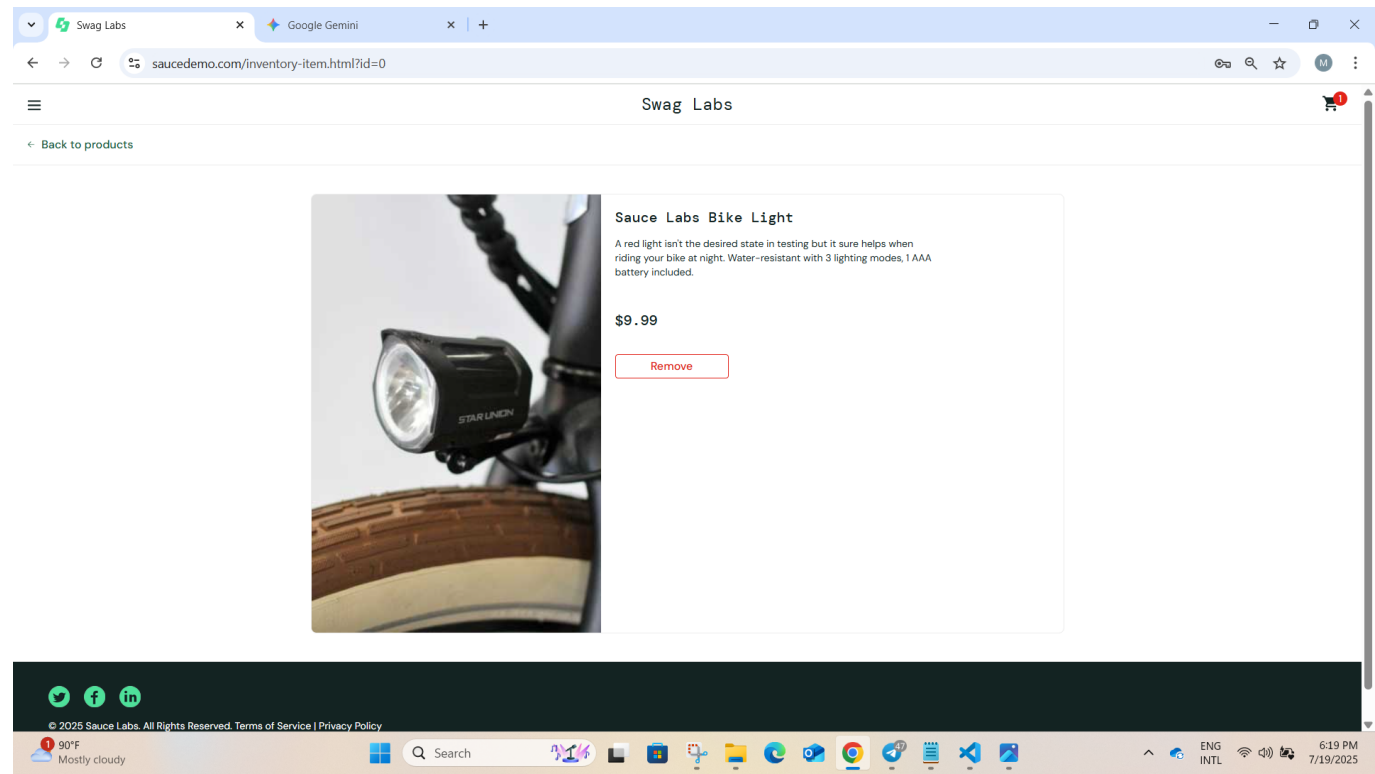 Swag Labs
Google Gemini
saucedemo.com/inventory-item.html?id=0
M
Swag Labs
1
Back to products
Sauce Labs Bike Light
A red light isn't the desired state in testing but it sure helps when
riding your bike at night. Water-resistant with 3 lighting modes, 1 AAA
battery included.
$9.99
Remove
STAR UNION
© 2025 Sauce Labs. All Rights Reserved. Terms of Service | Privacy Policy
1
90°F
Mostly cloudy
Search
47
ENG
INTL
6:19 PM
7/19/2025